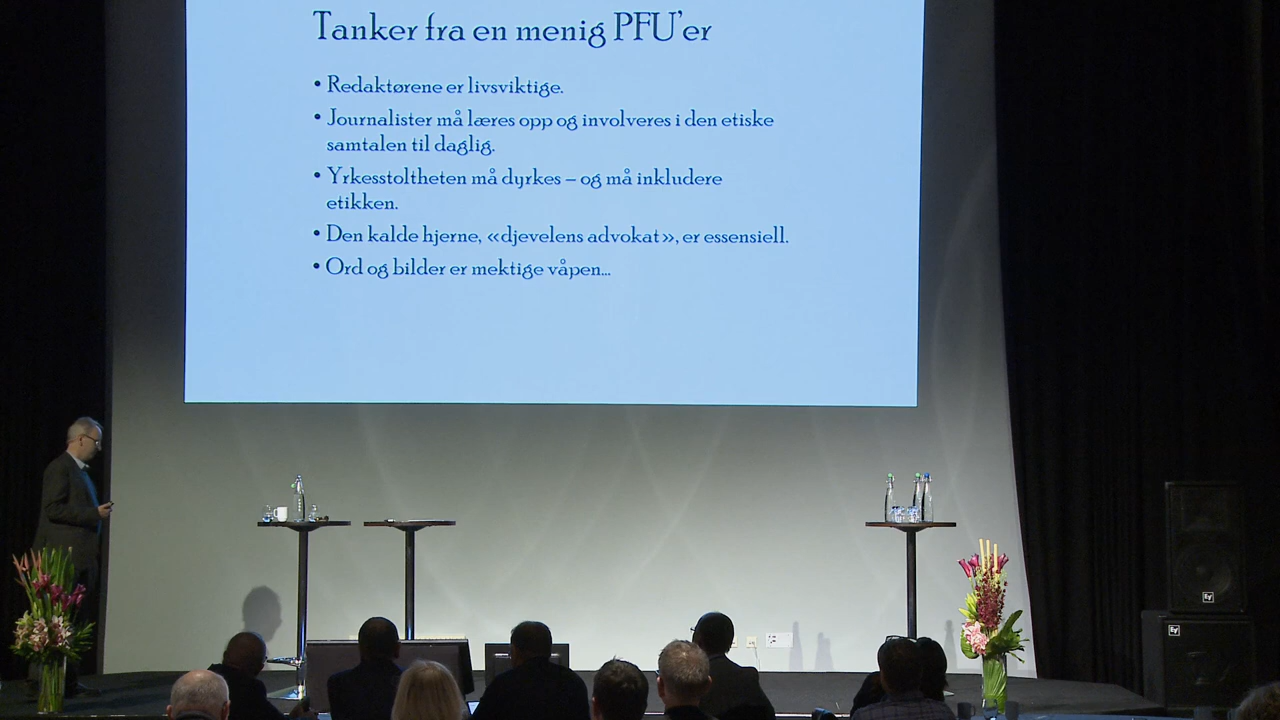 Tanker fra en menig PFU'er
• Redaktørene er livsviktige.
• Journalister må læres opp og involveres i den etiske
samtalen til daglig.
• Yrkesstoltheten må dyrkes – og må inkludere
etikken.
• Den kalde hjerne, «djevelens advokat», er essensiell.
• Ord og bilder er mektige våpen...
EV
EV